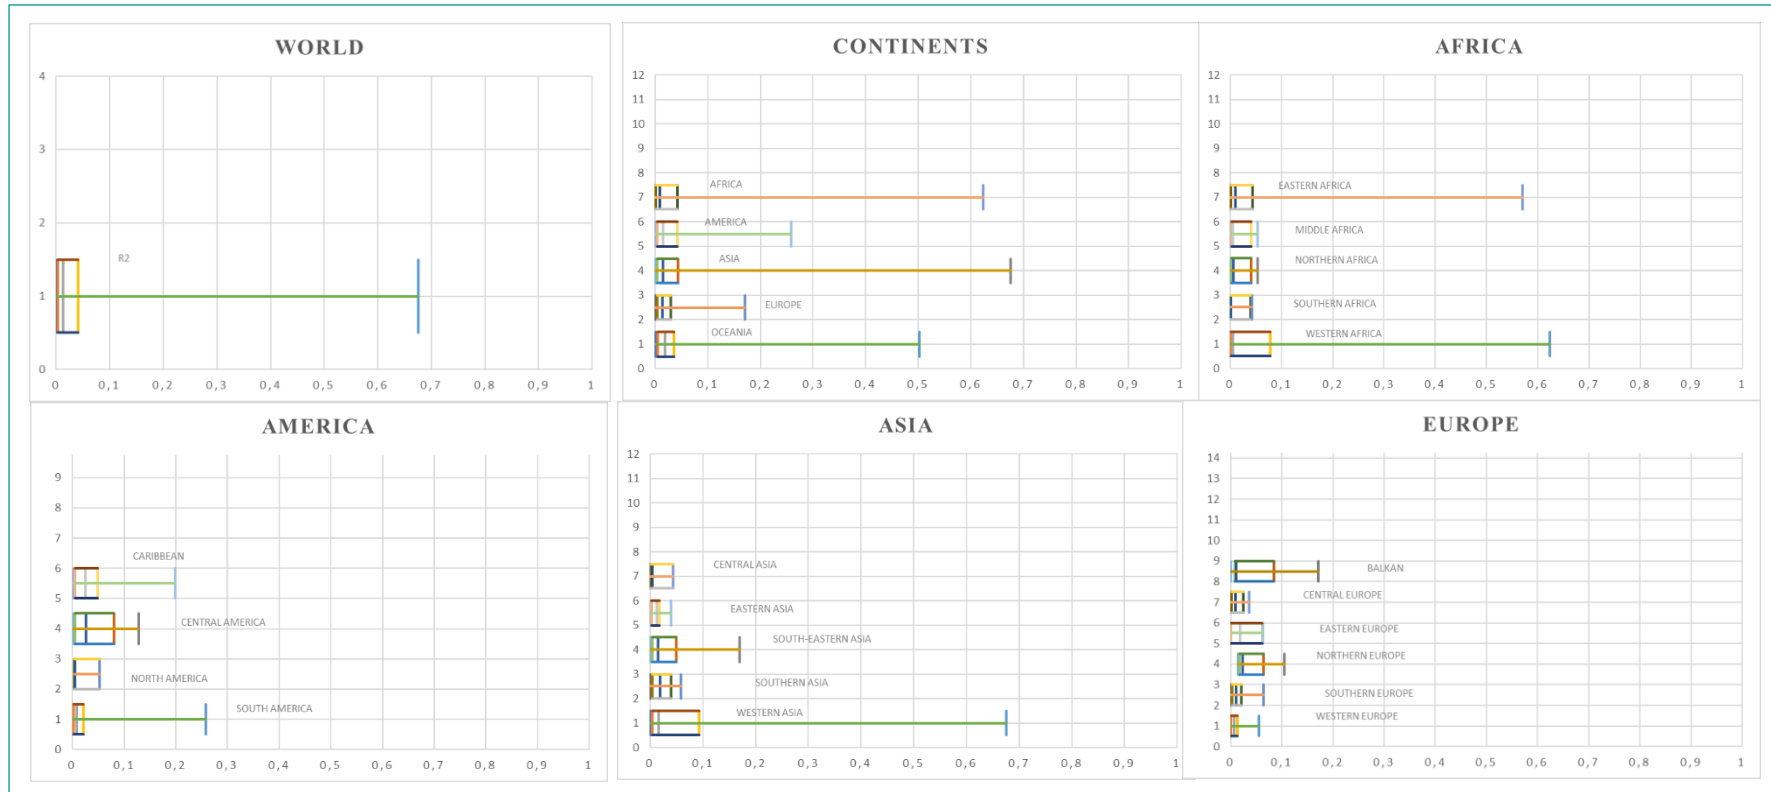 WORLD
4
3
2
R2
1
0
0 0,1 0,2 0,3 0,4 0,5 0,6 0,7 0,8 0,9 1
CONTINENTS
12
11
10
9
8
AFRICA
7
AMERICA
6
5
ASIA
4
3
EUROPE
2
OCEANIA
1
0
0 0,1 0,2 0,3 0,4 0,5 0,6 0,7 0,8 0,9 1
AFRICA
12
11
10
9
8
EASTERN AFRICA
7
MIDDLE AFRICA
6
5
NORTHERN AFRICA
4
3
SOUTHERN AFRICA
2
WESTERN AFRICA
1
0
0 0,1 0,2 0,3 0,4 0,5 0,6 0,7 0,8 0,9 1
AMERICA
9
8
7
CARIBBEAN
6
5
CENTRAL AMERICA
4
3
NORTH AMERICA
2
SOUTH AMERICA
1
0
0 0,1 0,2 0,3 0,4 0,5 0,6 0,7 0,8 0,9 1
ASIA
12
11
10
9
8
CENTRAL ASIA
7
EASTERN ASIA
6
5
SOUTH-EASTERN ASIA
4
3
SOUTHERN ASIA
2
WESTERN ASIA
1
0
0 0,1 0,2 0,3 0,4 0,5 0,6 0,7 0,8 0,9 1
EUROPE
14
13
12
11
10
9
BALKAN
8
CENTRAL EUROPE
7
6
EASTERN EUROPE
5
NORTHERN EUROPE
4
3
SOUTHERN EUROPE
2
WESTERN EUROPE
1
0
0 0,1 0,2 0,3 0,4 0,5 0,6 0,7 0,8 0,9 1